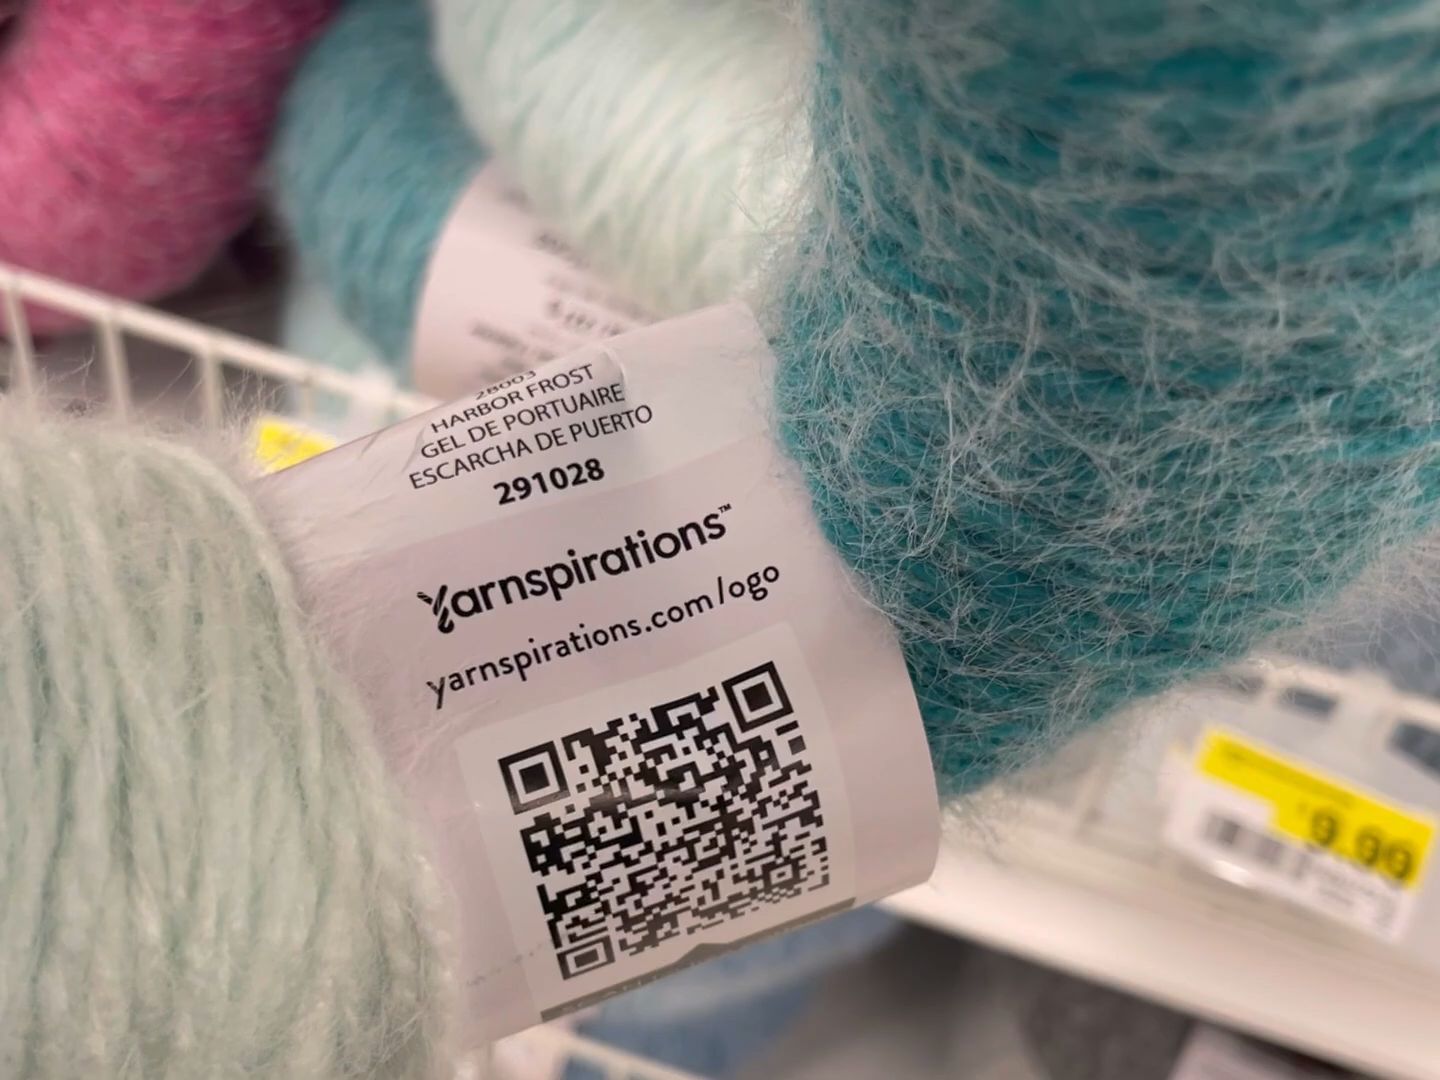 28003
HARBOR FROST
GEL DE PORTUAIRE
ESCARCHA DE PUERTO
291028
Yarnspirations™
yarnspirations.com/ogo
9.99